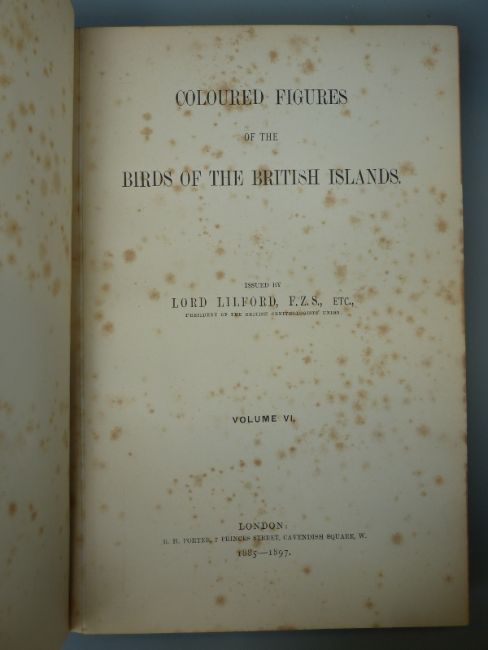 COLOURED FIGURES
OF THE
BIRDS OF THE BRITISH ISLANDS.
ISSUED BY
LORD LILFORD, F.Z.S., ETC.,
PRESIDENT OF THE BRITISH ORNITHOLOGISTS' UNION
VOLUME VI.
LONDON:
R. H. PORTER, 7 PRINCES STREET, CAVENDISH SQUARE, W.
1885—1897.